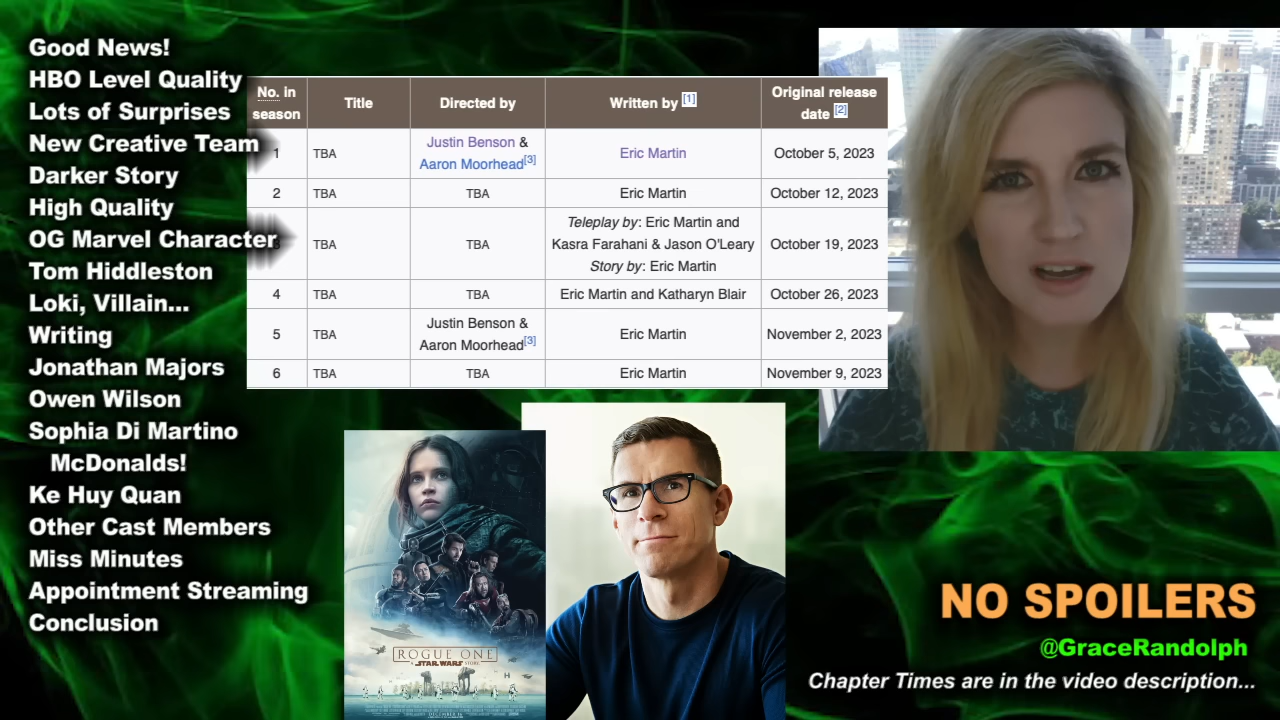 Good News!
HBO Level Quality
Lots of Surprises
New Creative Team
Darker Story
High Quality
OG Marvel Character
Tom Hiddleston
Loki, Villain...
Writing
Jonathan Majors
Owen Wilson
Sophia Di Martino
McDonalds!
Ke Huy Quan
Other Cast Members
Miss Minutes
Appointment Streaming
Conclusion
No. in season Title Directed by Written by [1] Original release date [2]
1 TBA Justin Benson & Aaron Moorhead[3] Eric Martin October 5, 2023
2 TBA TBA Eric Martin October 12, 2023
TBA TBA Teleplay by: Eric Martin and Kasra Farahani & Jason O'Leary Story by: Eric Martin October 19, 2023
4 TBA TBA Eric Martin and Katharyn Blair October 26, 2023
5 TBA Justin Benson & Aaron Moorhead[3] Eric Martin November 2, 2023
6 TBA TBA Eric Martin November 9, 2023
ROGUE ONE
A STAR WARS STORY
NO SPOILERS
@GraceRandolph
Chapter Times are in the video description...